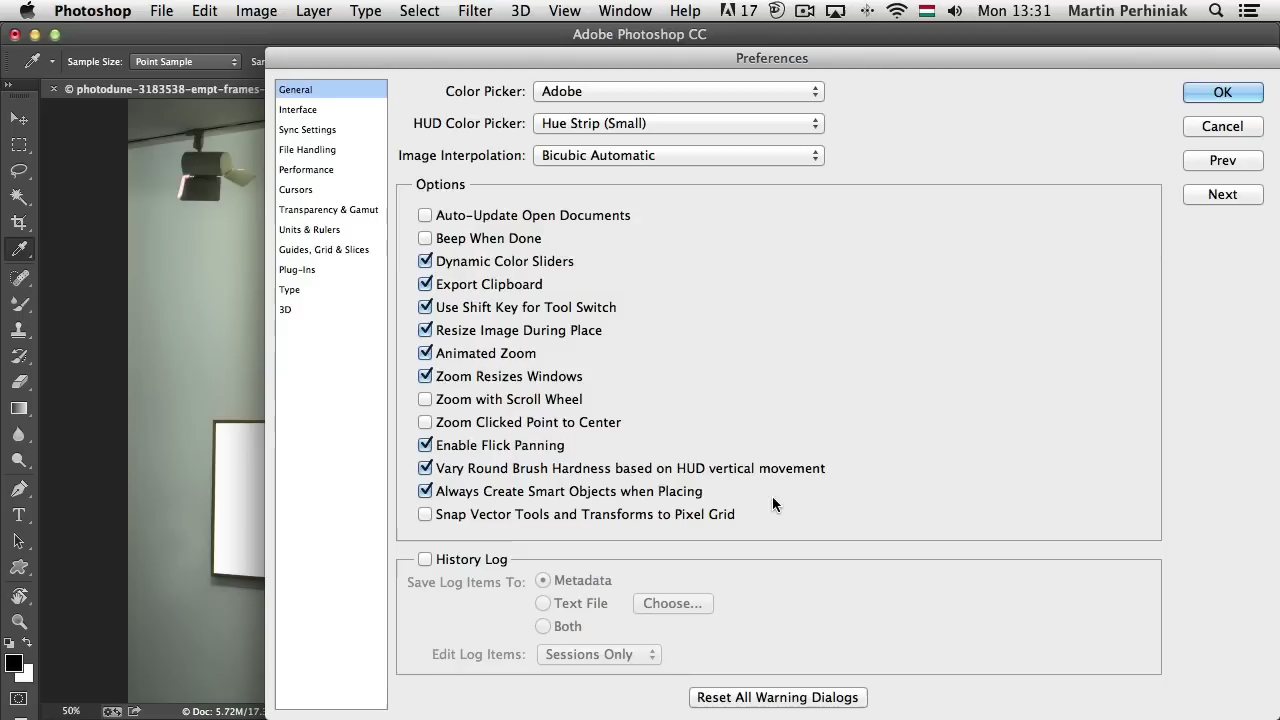 Photoshop File Edit Image Layer Type Select Filter 3D View Window Help 17 Mon 13:31 Martin Perhiniak
Adobe Photoshop CC
Sample Size: Point Sample
Preferences
© photodune-3183538-empt-frames-
General
Interface
Sync Settings
File Handling
Performance
Cursors
Transparency & Gamut
Units & Rulers
Guides, Grid & Slices
Plug-Ins
Type
3D
Color Picker: Adobe
HUD Color Picker: Hue Strip (Small)
Image Interpolation: Bicubic Automatic
OK
Cancel
Prev
Next
Options
Auto-Update Open Documents
Beep When Done
Dynamic Color Sliders
Export Clipboard
Use Shift Key for Tool Switch
Resize Image During Place
Animated Zoom
Zoom Resizes Windows
Zoom with Scroll Wheel
Zoom Clicked Point to Center
Enable Flick Panning
Vary Round Brush Hardness based on HUD vertical movement
Always Create Smart Objects when Placing
Snap Vector Tools and Transforms to Pixel Grid
History Log
Save Log Items To: Metadata
Text File Choose...
Both
Edit Log Items: Sessions Only
Reset All Warning Dialogs
50% © Doc: 5.72M/17.